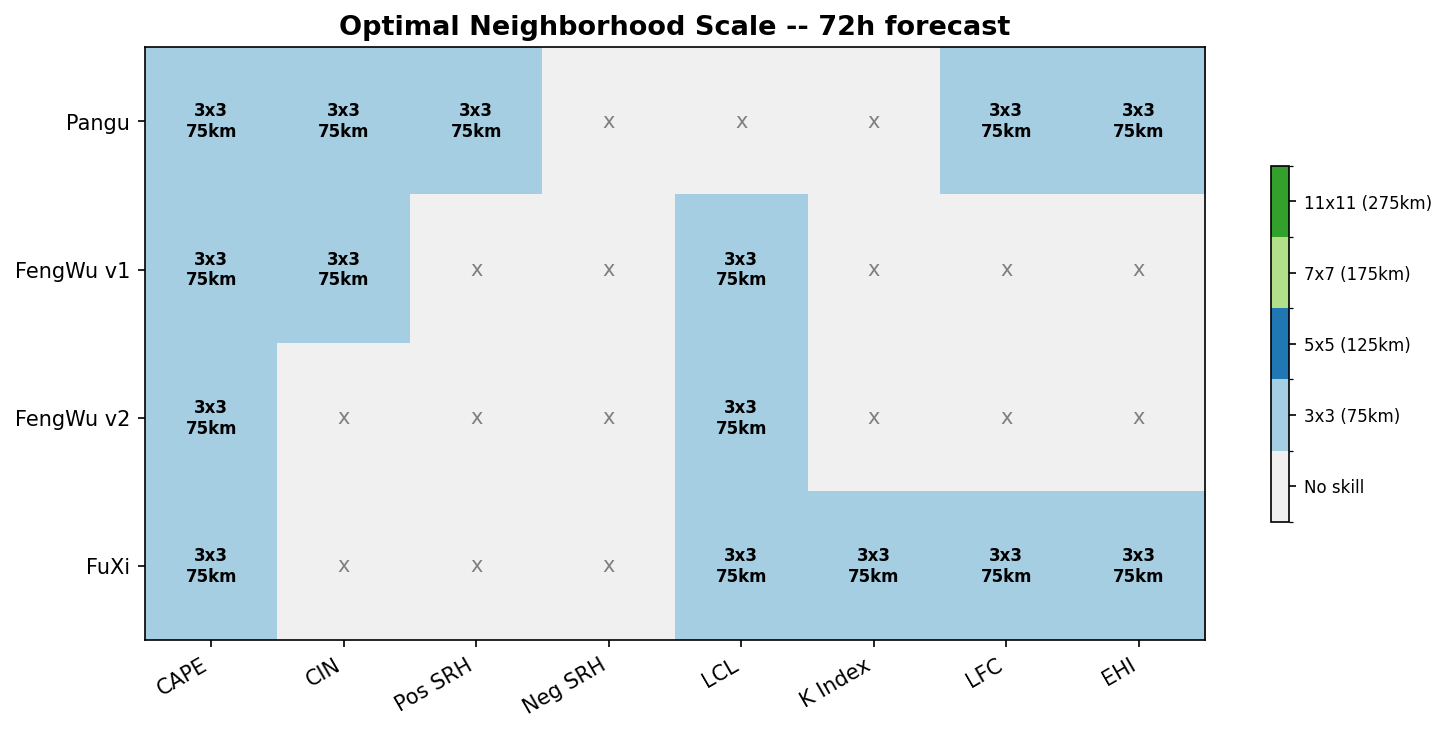 Optimal Neighborhood Scale -- 72h forecast
Pangu
3x3 3x3 3x3 x x x 3x3 3x3
75km 75km 75km 75km 75km
FengWu v1
3x3 3x3 x x 3x3 x x x
75km 75km 75km
FengWu v2
3x3 x x x 3x3 x x x
75km 75km
FuXi
3x3 x x x 3x3 3x3 3x3 3x3
75km 75km 75km 75km 75km
CAPE CIN Pos SRH Neg SRH LCL K Index LFC EHI
11x11 (275km)
7x7 (175km)
5x5 (125km)
3x3 (75km)
No skill